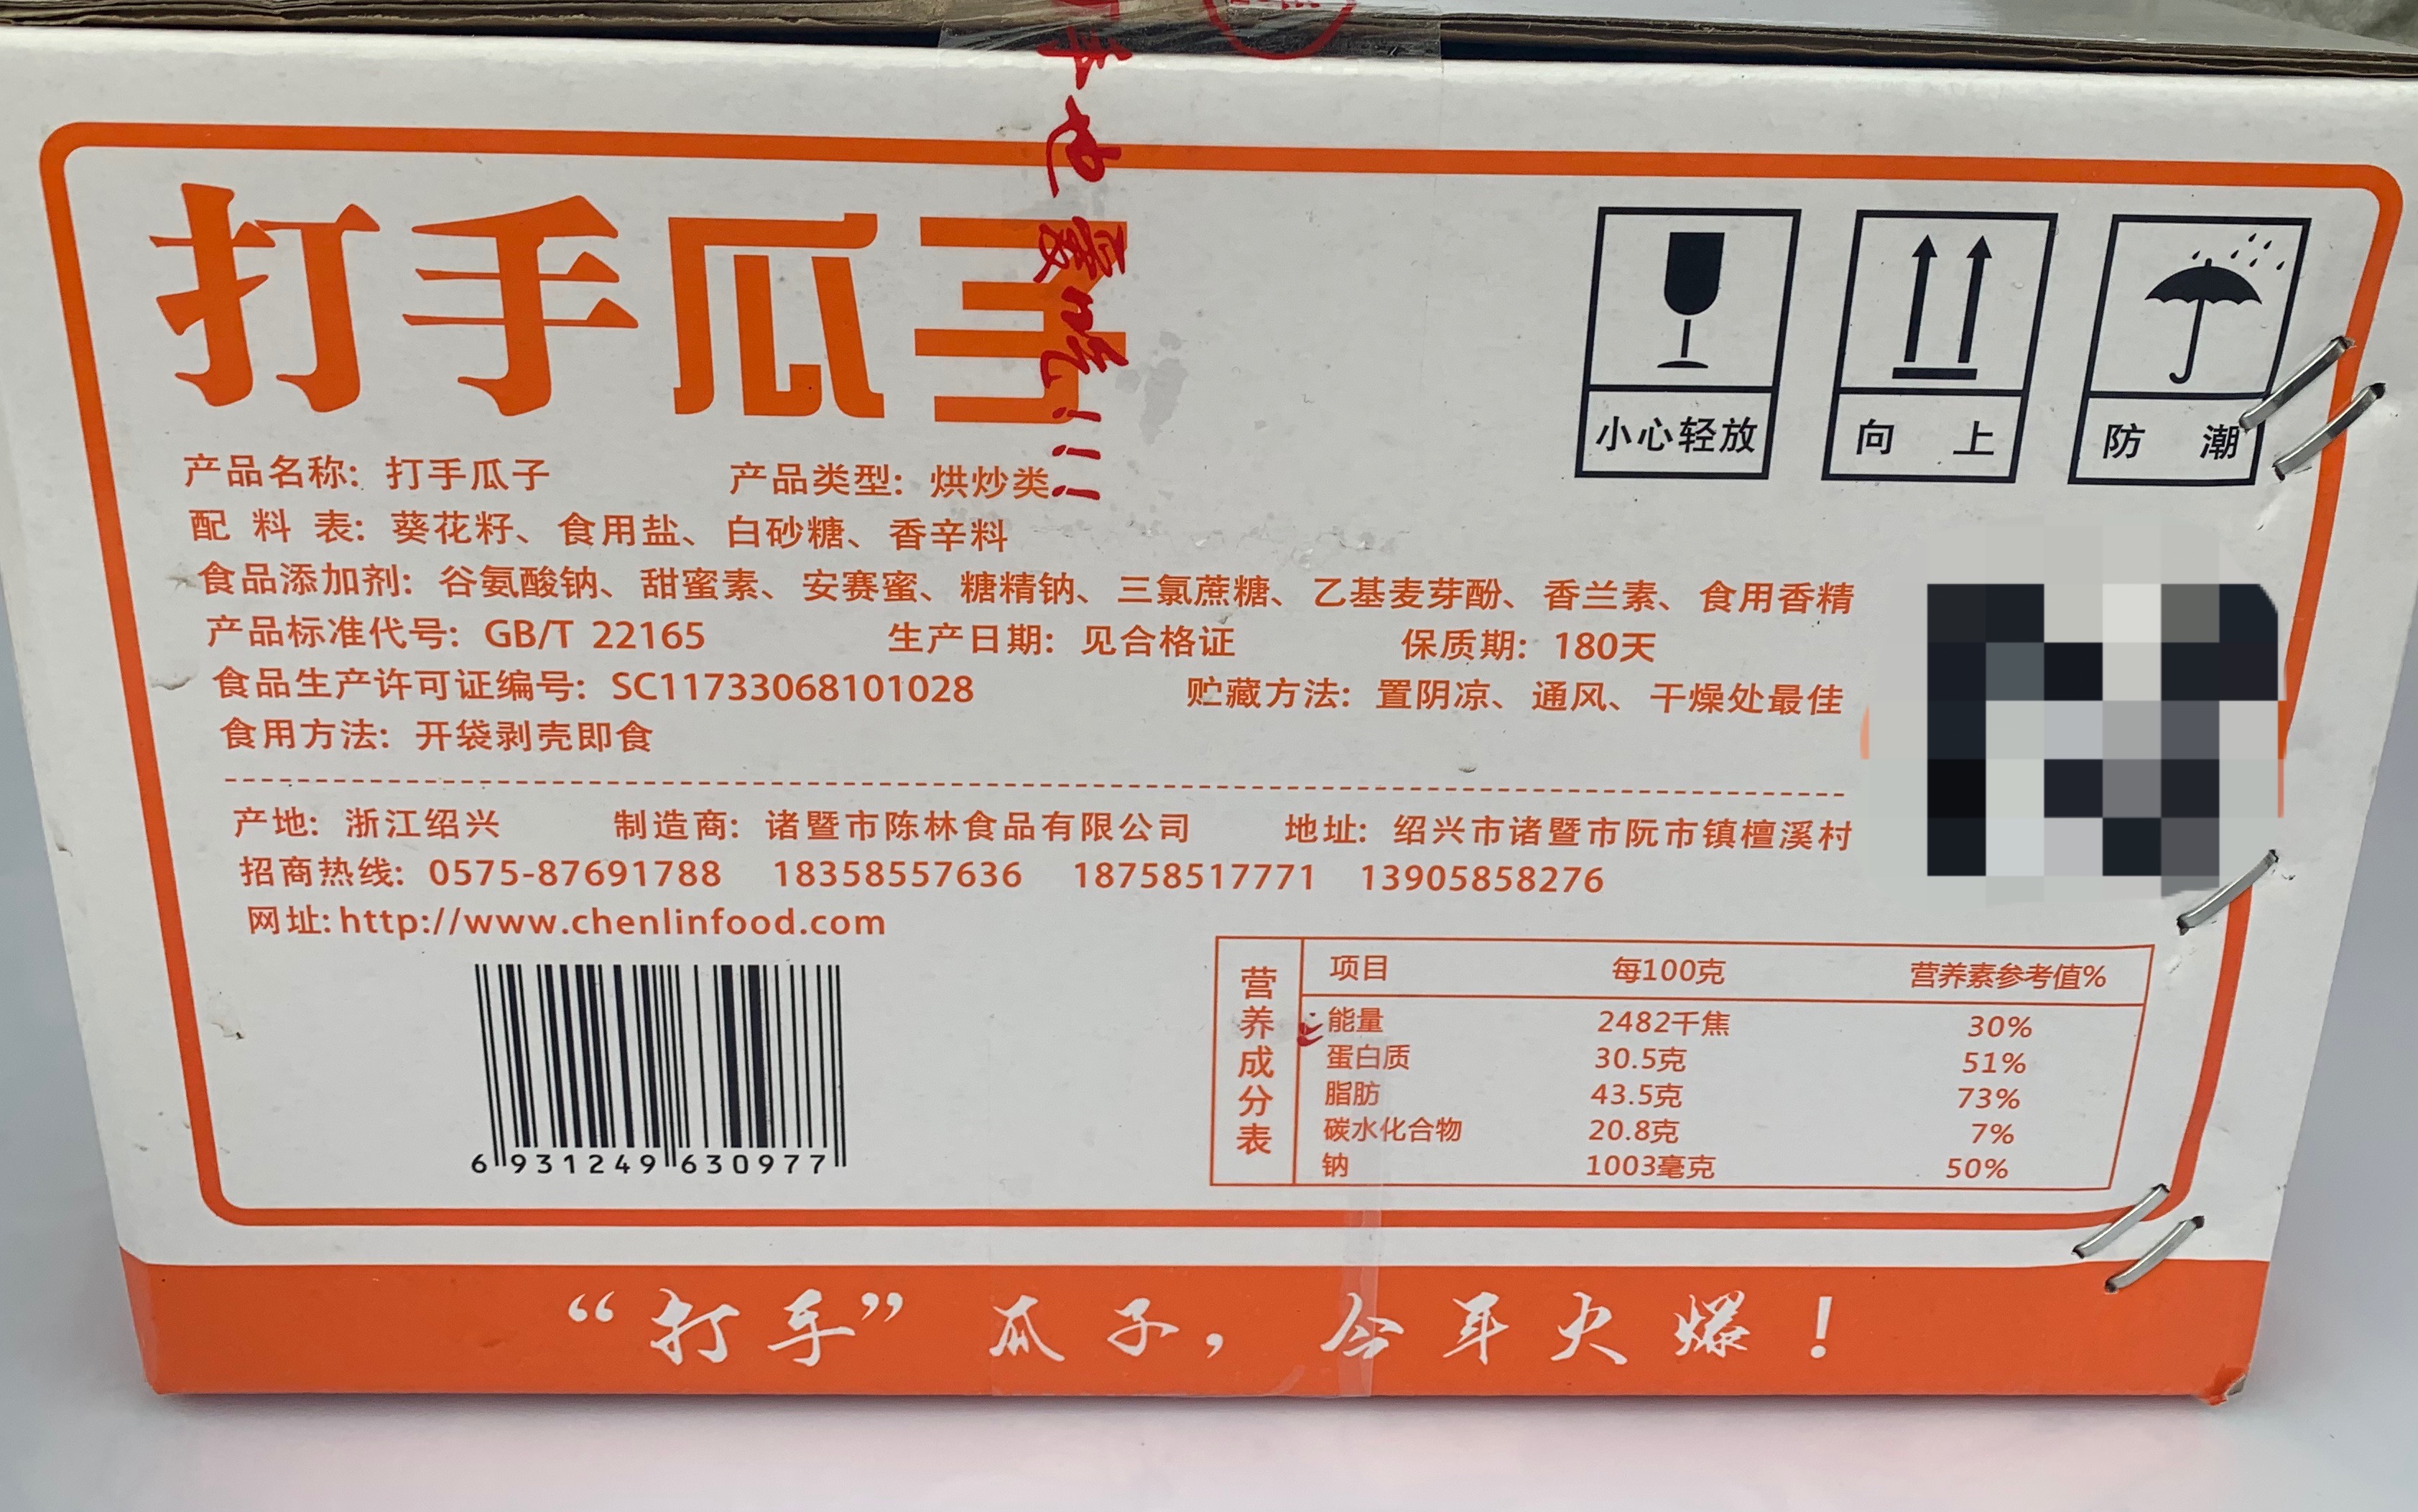 打手瓜子
小心轻放
向 上
防 潮
产品名称: 打手瓜子 产品类型: 烘炒类
配 料 表: 葵花籽、食用盐、白砂糖、香辛料
食品添加剂: 谷氨酸钠、甜蜜素、安赛蜜、糖精钠、三氯蔗糖、乙基麦芽酚、香兰素、食用香精
产品标准代号: GB/T 22165 生产日期: 见合格证 保质期: 180天
食品生产许可证编号: SC11733068101028 贮藏方法: 置阴凉、通风、干燥处最佳
食用方法: 开袋剥壳即食
产地: 浙江绍兴 制造商: 诸暨市陈林食品有限公司 地址: 绍兴市诸暨市阮市镇檀溪村
招商热线: 0575-87691788 18358557636 18758517771 13905858276
网址: http://www.chenlinfood.com
6 931249 630977
营养成分表
项目 每100克 营养素参考值%
能量 2482千焦 30%
蛋白质 30.5克 51%
脂肪 43.5克 73%
碳水化合物 20.8克 7%
钠 1003毫克 50%
“打手”瓜子，今年火爆！